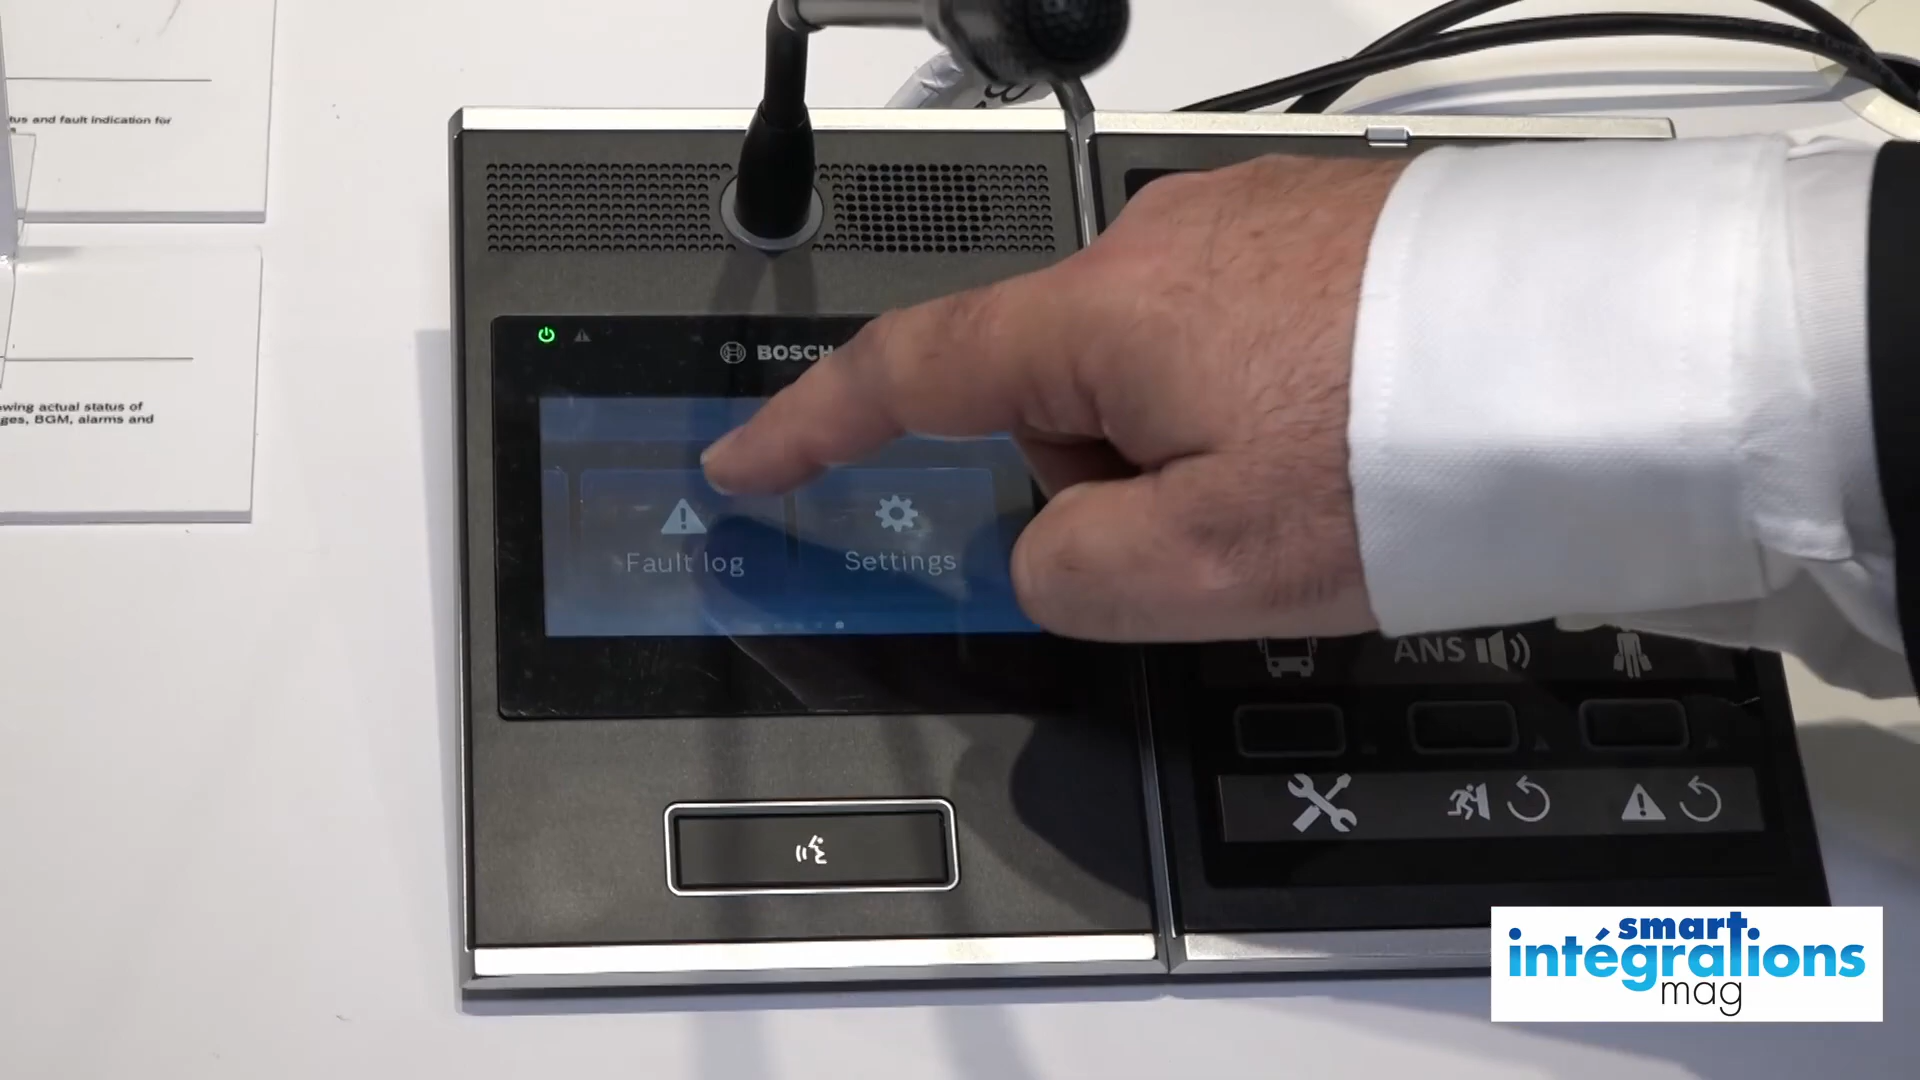 tus and fault indication for
wing actual status of
ges, BGM, alarms and
BOSCH
Fault log
Settings
ANS
smart
intégrations
mag